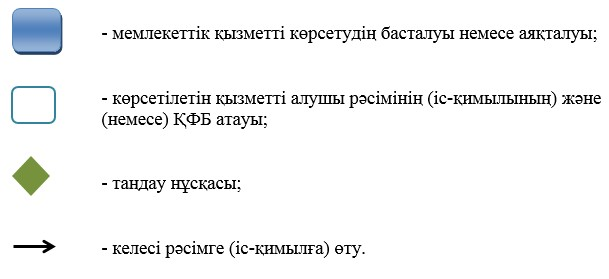 - мемлекеттік қызметті көрсетудің басталуы немесе аяқталуы;
- көрсетілетін қызметті алушы рәсімінің (іс-қимылының) және
(немесе) ҚФБ атауы;
- таңдау нұсқасы;
- келесі рәсімге (іс-қимылға) өту.